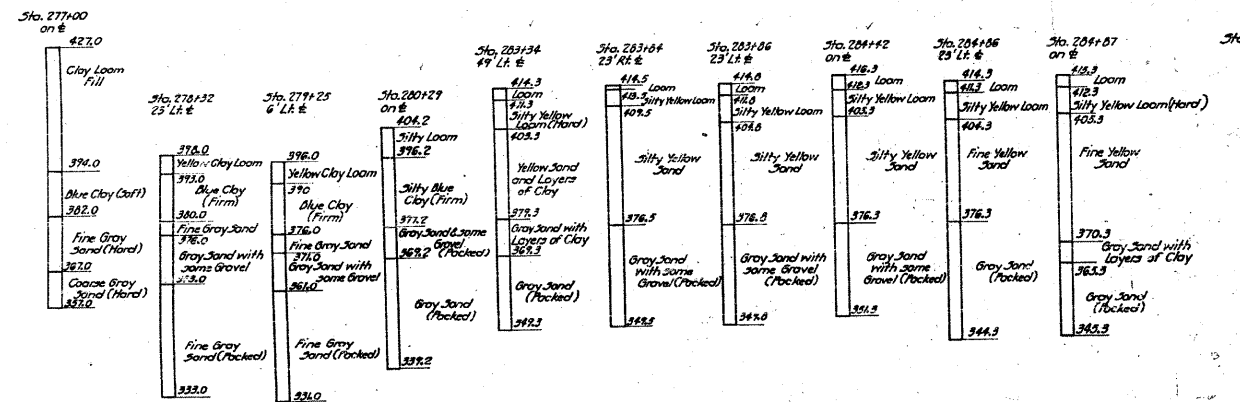 Sta. 277+00
on ⅊
427.0
Clay Loam
Fill
394.0
Blue Clay (Soft)
382.0
Fine Gray
Sand (Hard)
367.0
Coarse Gray
Sand (Hard)
357.0
Sta. 278+32
25' Lt. ⅊
398.0
Yellow Clay Loam
393.0
Blue Clay
(Firm)
380.0
Fine Gray Sand
376.0
Gray Sand with
some Gravel
Fine Gray
Sand (Packed)
333.0
Sta. 279+25
6' Lt. ⅊
396.0
Yellow Clay Loam
390
Blue Clay
(Firm)
376.0
Fine Gray Sand
371.0
Gray Sand with
some Gravel
361.0
Fine Gray
Sand (Packed)
331.0
Sta. 280+29
on ⅊
404.2
Silty Loam
396.2
Silty Blue
Clay (Firm)
377.2
Gray Sand & some
Gravel
369.2 (Packed)
Gray Sand
(Packed)
339.2
Sta. 283+34
49' Lt. ⅊
414.3
Loam
411.3
Silty Yellow
Loam (Hard)
403.3
Yellow Sand
and Layers
of Clay
379.3
Gray Sand with
Layers of Clay
369.3
Gray Sand
(Packed)
349.3
Sta. 283+84
23' Rt. ⅊
414.5
Loam
Silty Yellow Loam
409.5
Silty Yellow
Sand
376.5
Gray Sand
with some
Gravel (Packed)
349.5
Sta. 283+86
23' Lt. ⅊
414.8
Loam
411.8
Silty Yellow Loam
404.8
Silty Yellow
Sand
376.8
Gray Sand with
some Gravel
(Packed)
349.8
Sta. 284+42
on ⅊
416.3
Loam
412.3
Silty Yellow Loam
405.3
Silty Yellow
Sand
376.3
Gray Sand
with some
Gravel (Packed)
351.3
Sta. 284+86
23' Lt. ⅊
414.3
411.3 Loam
Silty Yellow Loam
404.3
Fine Yellow
Sand
376.3
Gray Sand
(Packed)
344.3
Sta. 284+87
on ⅊
415.3
Loam
412.3
Silty Yellow Loam (Hard)
405.3
Fine Yellow
Sand
370.3
Gray Sand with
Layers of Clay
365.3
Gray Sand
(Packed)
345.3
Sta